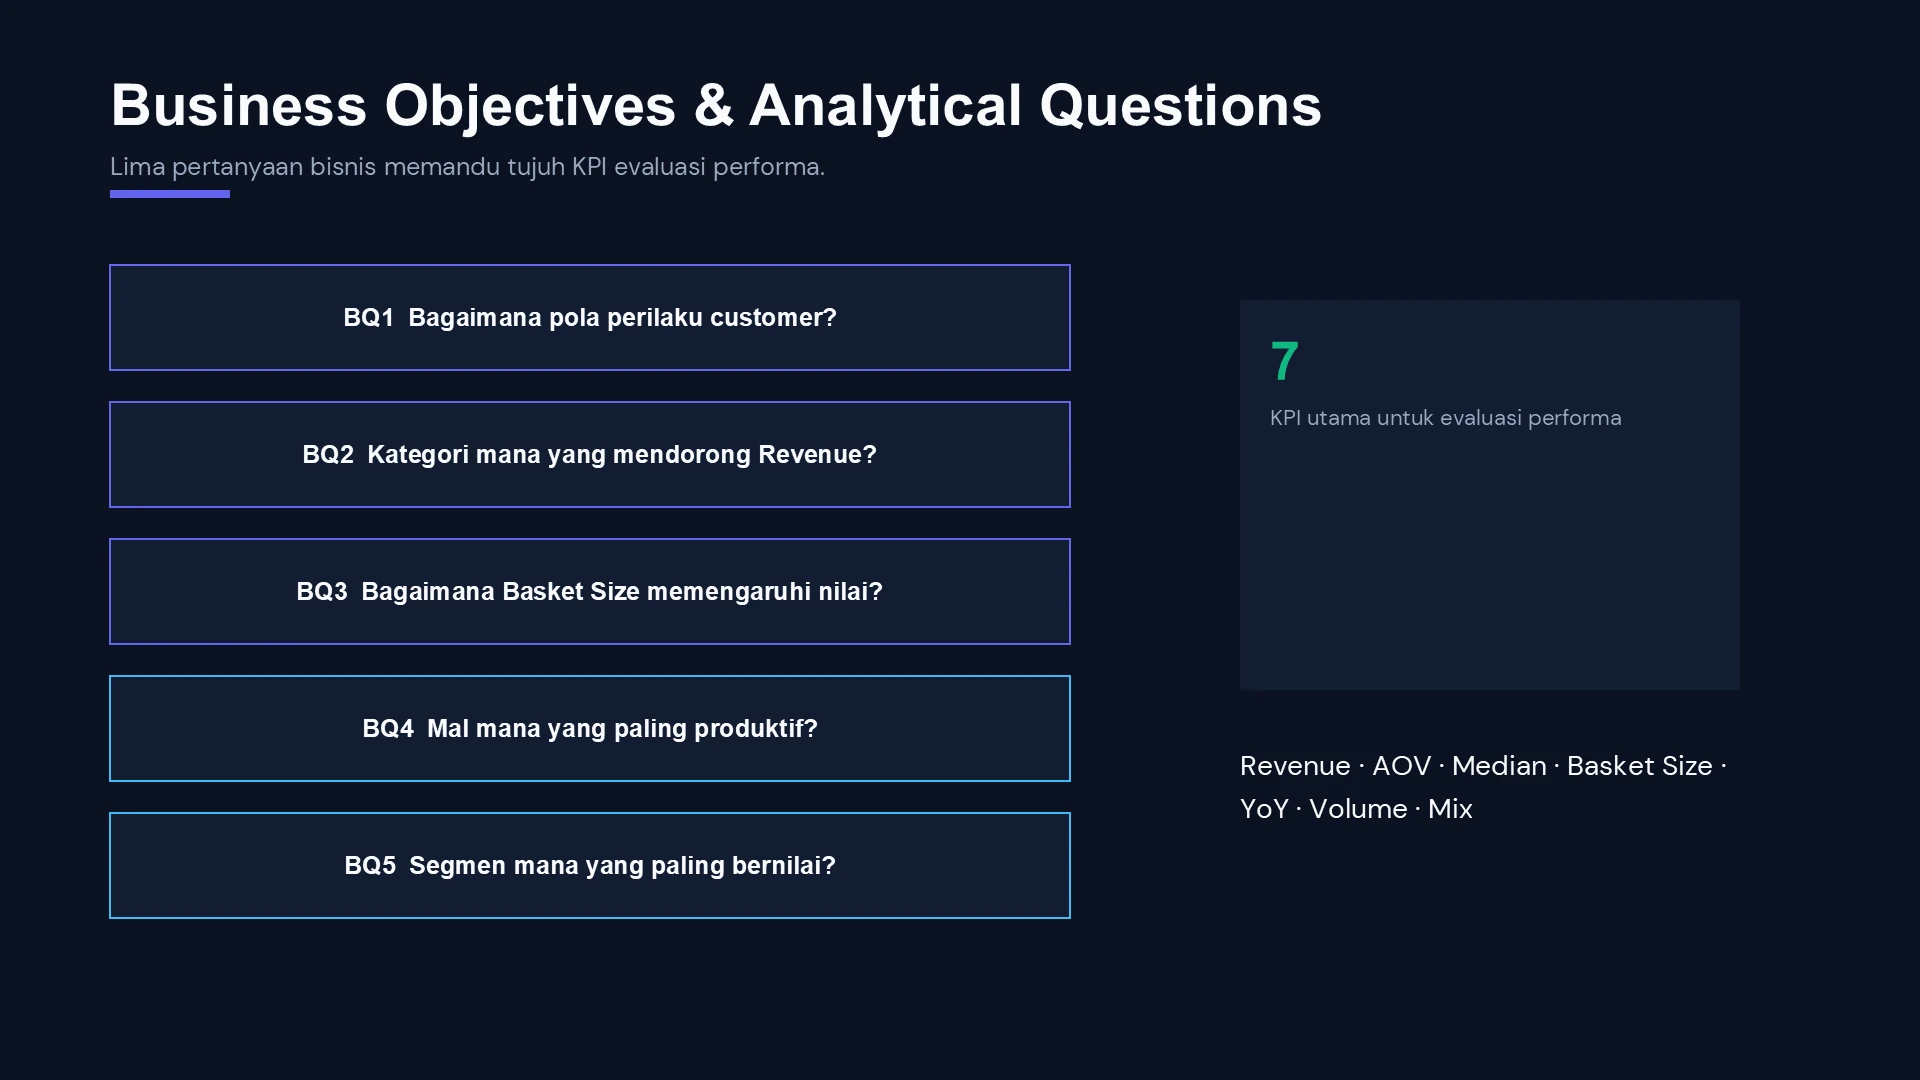 Business Objectives & Analytical Questions
Lima pertanyaan bisnis memandu tujuh KPI evaluasi performa.
BQ1 Bagaimana pola perilaku customer?
BQ2 Kategori mana yang mendorong Revenue?
BQ3 Bagaimana Basket Size memengaruhi nilai?
BQ4 Mal mana yang paling produktif?
BQ5 Segmen mana yang paling bernilai?
7
KPI utama untuk evaluasi performa
Revenue · AOV · Median · Basket Size ·
YoY · Volume · Mix